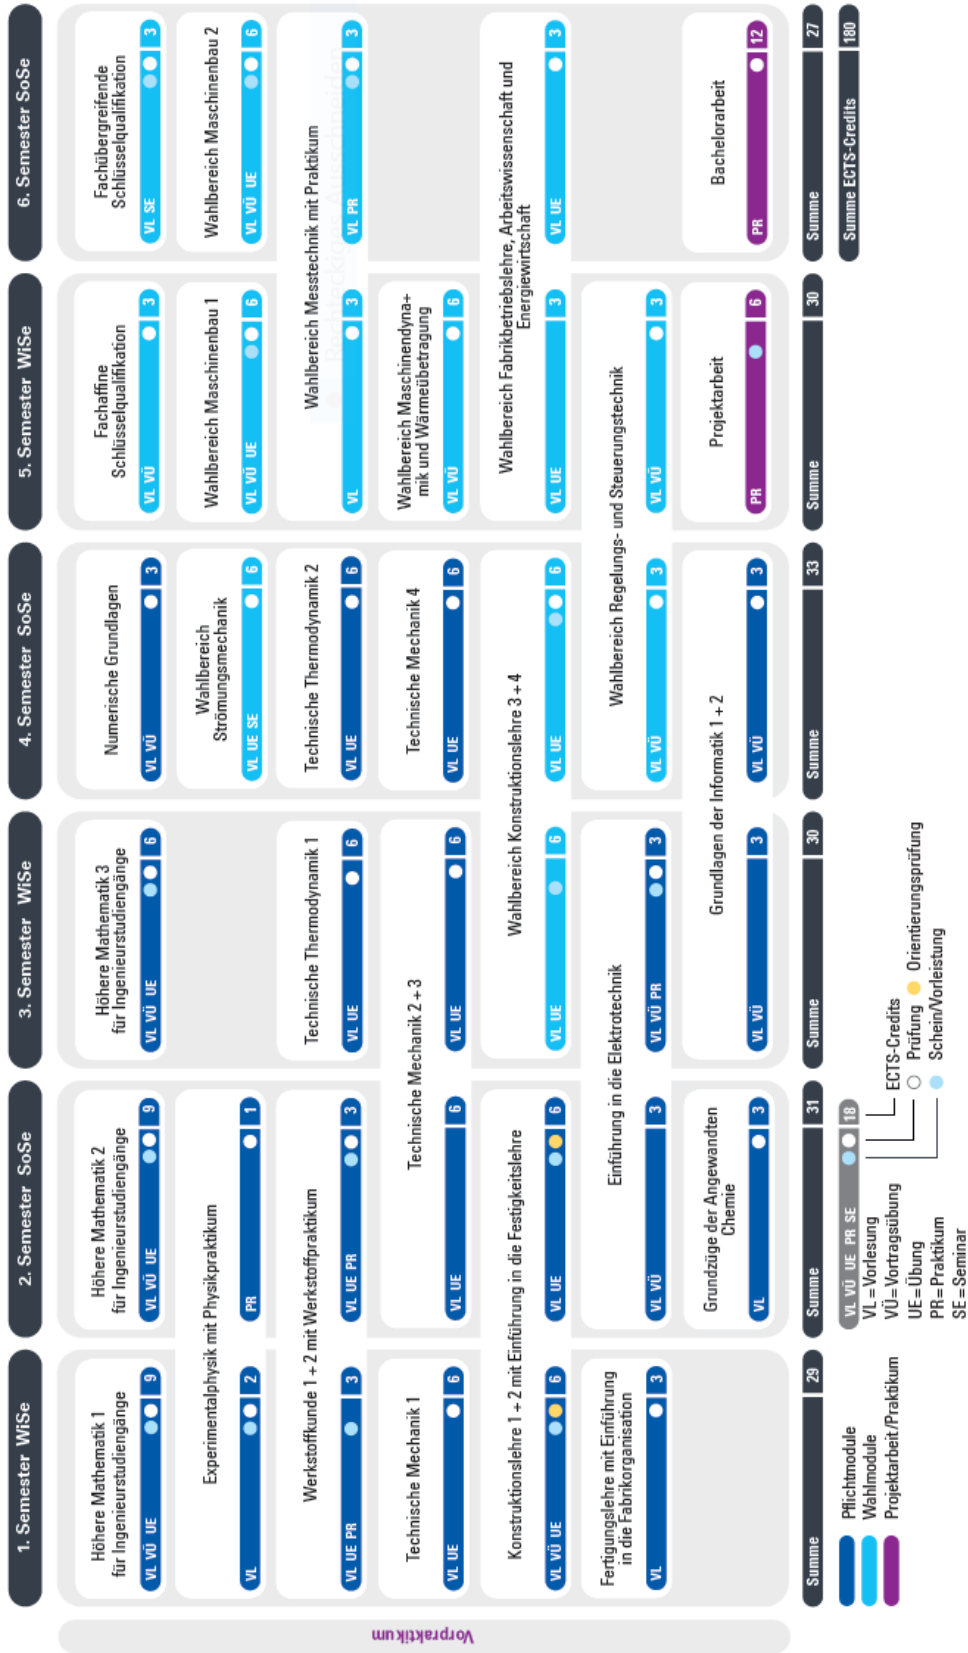 1. Semester WiSe
2. Semester SoSe
3. Semester WiSe
4. Semester SoSe
5. Semester WiSe
6. Semester SoSe
Vorpraktikum
Höhere Mathematik 1
für Ingenieurstudiengänge
VL VÜ UE 9
Höhere Mathematik 2
für Ingenieurstudiengänge
VL VÜ UE 9
Höhere Mathematik 3
für Ingenieurstudiengänge
VL VÜ UE 6
Numerische Grundlagen
VL VÜ 3
Fachaffine
Schlüsselqualifikation
VL VÜ 3
Fachübergreifende
Schlüsselqualifikation
VL SE 3
Experimentalphysik mit Physikpraktikum
VL 2
PR 1
Wahlbereich
Strömungsmechanik
VL UE SE 6
Wahlbereich Maschinenbau 1
VL VÜ UE 6
Wahlbereich Maschinenbau 2
VL VÜ UE 6
Werkstoffkunde 1 + 2 mit Werkstoffpraktikum
VL UE PR 3
VL UE PR 3
Technische Thermodynamik 1
VL UE 6
Technische Thermodynamik 2
VL UE 6
Wahlbereich Messtechnik mit Praktikum
VL 3
VL PR 3
Technische Mechanik 1
VL UE 6
Technische Mechanik 2 + 3
VL UE 6
VL UE 6
Technische Mechanik 4
VL UE 6
Wahlbereich Maschinendyna+
mik und Wärmeübetragung
VL VÜ 6
Konstruktionslehre 1 + 2 mit Einführung in die Festigkeitslehre
VL VÜ UE 6
VL UE 6
Wahlbereich Konstruktionslehre 3 + 4
VL UE 6
VL UE 6
Wahlbereich Fabrikbetriebslehre, Arbeitswissenschaft und
Energiewirtschaft
VL UE 3
VL UE 3
Fertigungslehre mit Einführung
in die Fabrikorganisation
VL 3
Einführung in die Elektrotechnik
VL VÜ 3
VL VÜ PR 3
Wahlbereich Regelungs- und Steuerungstechnik
VL VÜ 3
VL VÜ 3
Grundzüge der Angewandten
Chemie
VL 3
Grundlagen der Informatik 1 + 2
VL VÜ 3
VL VÜ 3
Projektarbeit
PR 6
Bachelorarbeit
PR 12
Summe 29
Summe 31
Summe 30
Summe 33
Summe 30
Summe 27
Summe ECTS-Credits 180
Pflichtmodule
Wahlmodule
Projektarbeit/Praktikum
VL VÜ UE PR SE 18
VL=Vorlesung
VÜ=Vortragsübung
UE=Übung
PR=Praktikum
SE=Seminar
ECTS-Credits
Prüfung
Orientierungsprüfung
Schein/Vorleistung